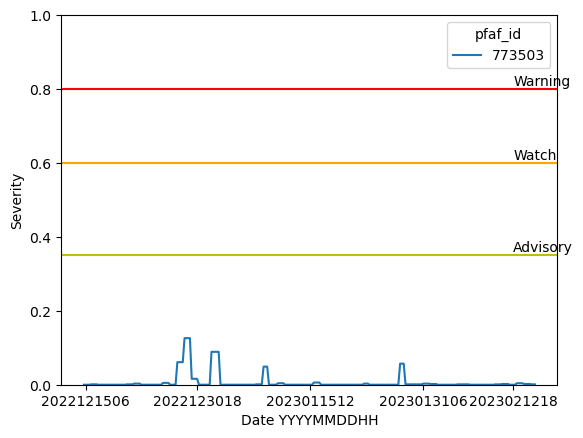 pfaf_id
773503
1.0
0.8
0.6
0.4
0.2
0.0
Severity
Warning
Watch
Advisory
2022121506
2022123018
2023011512
2023013106
2023021218
Date YYYYMMDDHH